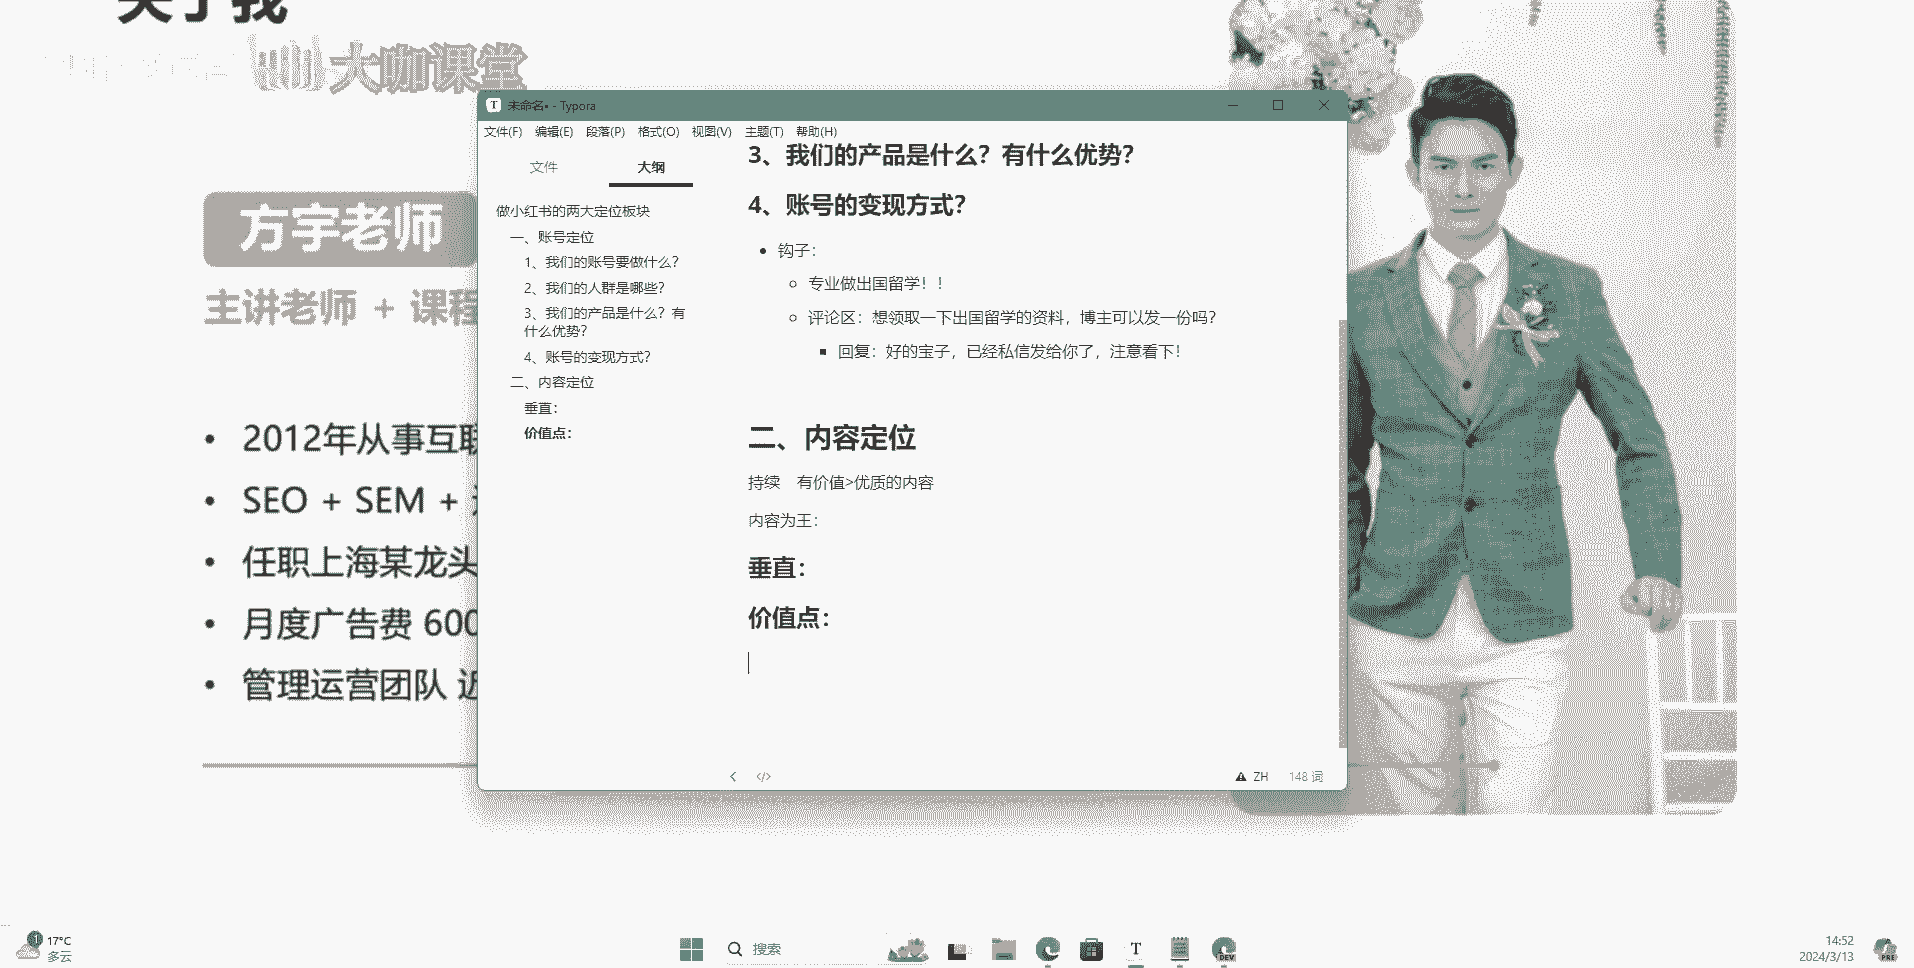 关于我
大咖课堂
方宇老师
主讲老师 + 课程
2012年从事互联
SEO + SEM +
任职上海某龙头
月度广告费 600
管理运营团队 近
未命名• - Typora
文件(F) 编辑(E) 段落(P) 格式(O) 视图(V) 主题(T) 帮助(H)
文件 大纲
做小红书的两大定位板块
一、账号定位
1、我们的账号要做什么？
2、我们的人群是哪些？
3、我们的产品是什么？有
什么优势？
4、账号的变现方式？
二、内容定位
垂直：
价值点：
3、我们的产品是什么？有什么优势？
4、账号的变现方式？
钩子：
专业做出国留学！！
评论区：想领取一下出国留学的资料，博主可以发一份吗？
回复：好的宝子，已经私信发给你了，注意看下！
二、内容定位
持续 有价值>优质的内容
内容为王：
垂直：
价值点：
ZH 148 词
1
17°C
多云
搜索
T
DEV
14:52
2024/3/13
PRE